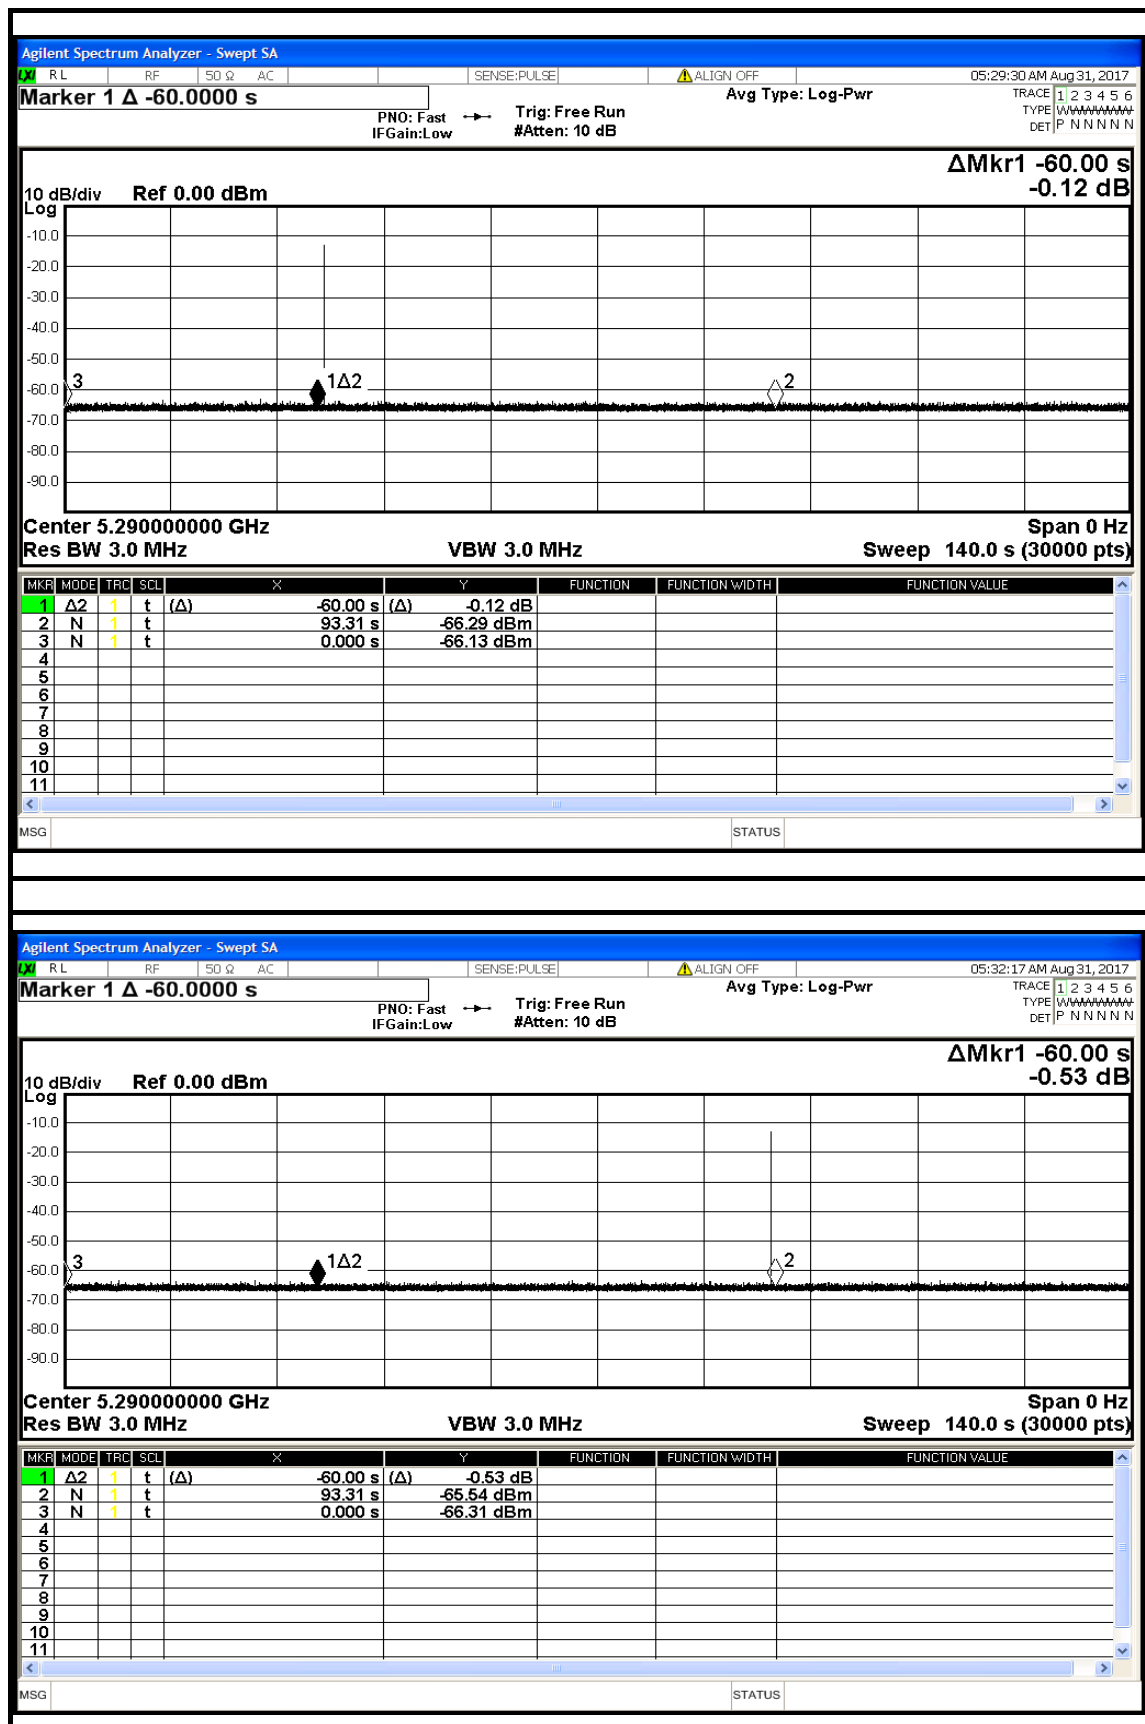 Agilent Spectrum Analyzer - Swept SA
LXI RL RF 50 Ω AC SENSE:PULSE ALIGN OFF 05:29:30 AM Aug 31, 2017
Marker 1 Δ -60.0000 s
PNO: Fast
IFGain:Low
Trig: Free Run
#Atten: 10 dB
Avg Type: Log-Pwr
TRACE 1 2 3 4 5 6
TYPE WWWWWW
DET P N N N N N
ΔMkr1 -60.00 s
-0.12 dB
10 dB/div Ref 0.00 dBm
Log
-10.0
-20.0
-30.0
-40.0
-50.0
-60.0
-70.0
-80.0
-90.0
3
1Δ2
2
Center 5.290000000 GHz Span 0 Hz
Res BW 3.0 MHz VBW 3.0 MHz Sweep 140.0 s (30000 pts)
MKR MODE TRC SCL X Y FUNCTION FUNCTION WIDTH FUNCTION VALUE
1 Δ2 1 t (Δ) -60.00 s (Δ) -0.12 dB
2 N 1 t 93.31 s -66.29 dBm
3 N 1 t 0.000 s -66.13 dBm
4
5
6
7
8
9
10
11
MSG STATUS
Agilent Spectrum Analyzer - Swept SA
LXI RL RF 50 Ω AC SENSE:PULSE ALIGN OFF 05:32:17 AM Aug 31, 2017
Marker 1 Δ -60.0000 s
PNO: Fast
IFGain:Low
Trig: Free Run
#Atten: 10 dB
Avg Type: Log-Pwr
TRACE 1 2 3 4 5 6
TYPE WWWWWW
DET P N N N N N
ΔMkr1 -60.00 s
-0.53 dB
10 dB/div Ref 0.00 dBm
Log
-10.0
-20.0
-30.0
-40.0
-50.0
-60.0
-70.0
-80.0
-90.0
3
1Δ2
2
Center 5.290000000 GHz Span 0 Hz
Res BW 3.0 MHz VBW 3.0 MHz Sweep 140.0 s (30000 pts)
MKR MODE TRC SCL X Y FUNCTION FUNCTION WIDTH FUNCTION VALUE
1 Δ2 1 t (Δ) -60.00 s (Δ) -0.53 dB
2 N 1 t 93.31 s -65.54 dBm
3 N 1 t 0.000 s -66.31 dBm
4
5
6
7
8
9
10
11
MSG STATUS